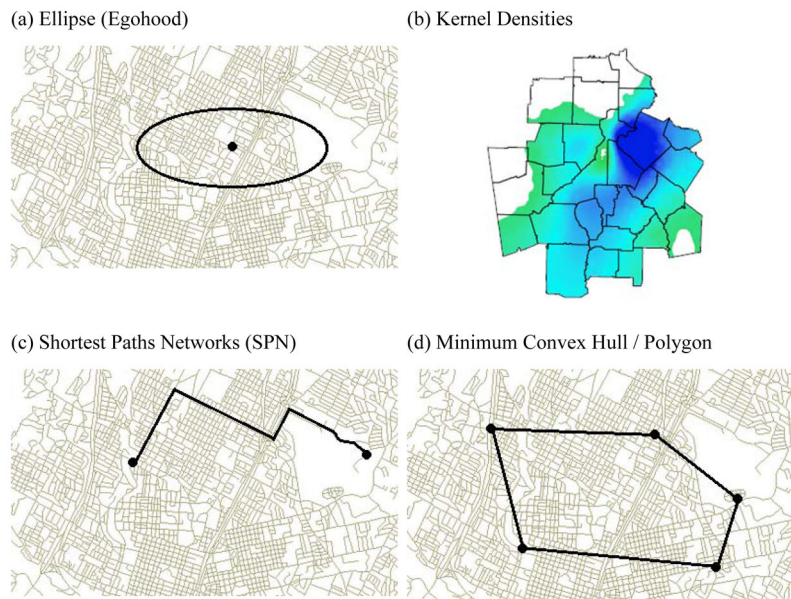 (a) Ellipse (Egohood)
(b) Kernel Densities
(c) Shortest Paths Networks (SPN)
(d) Minimum Convex Hull / Polygon